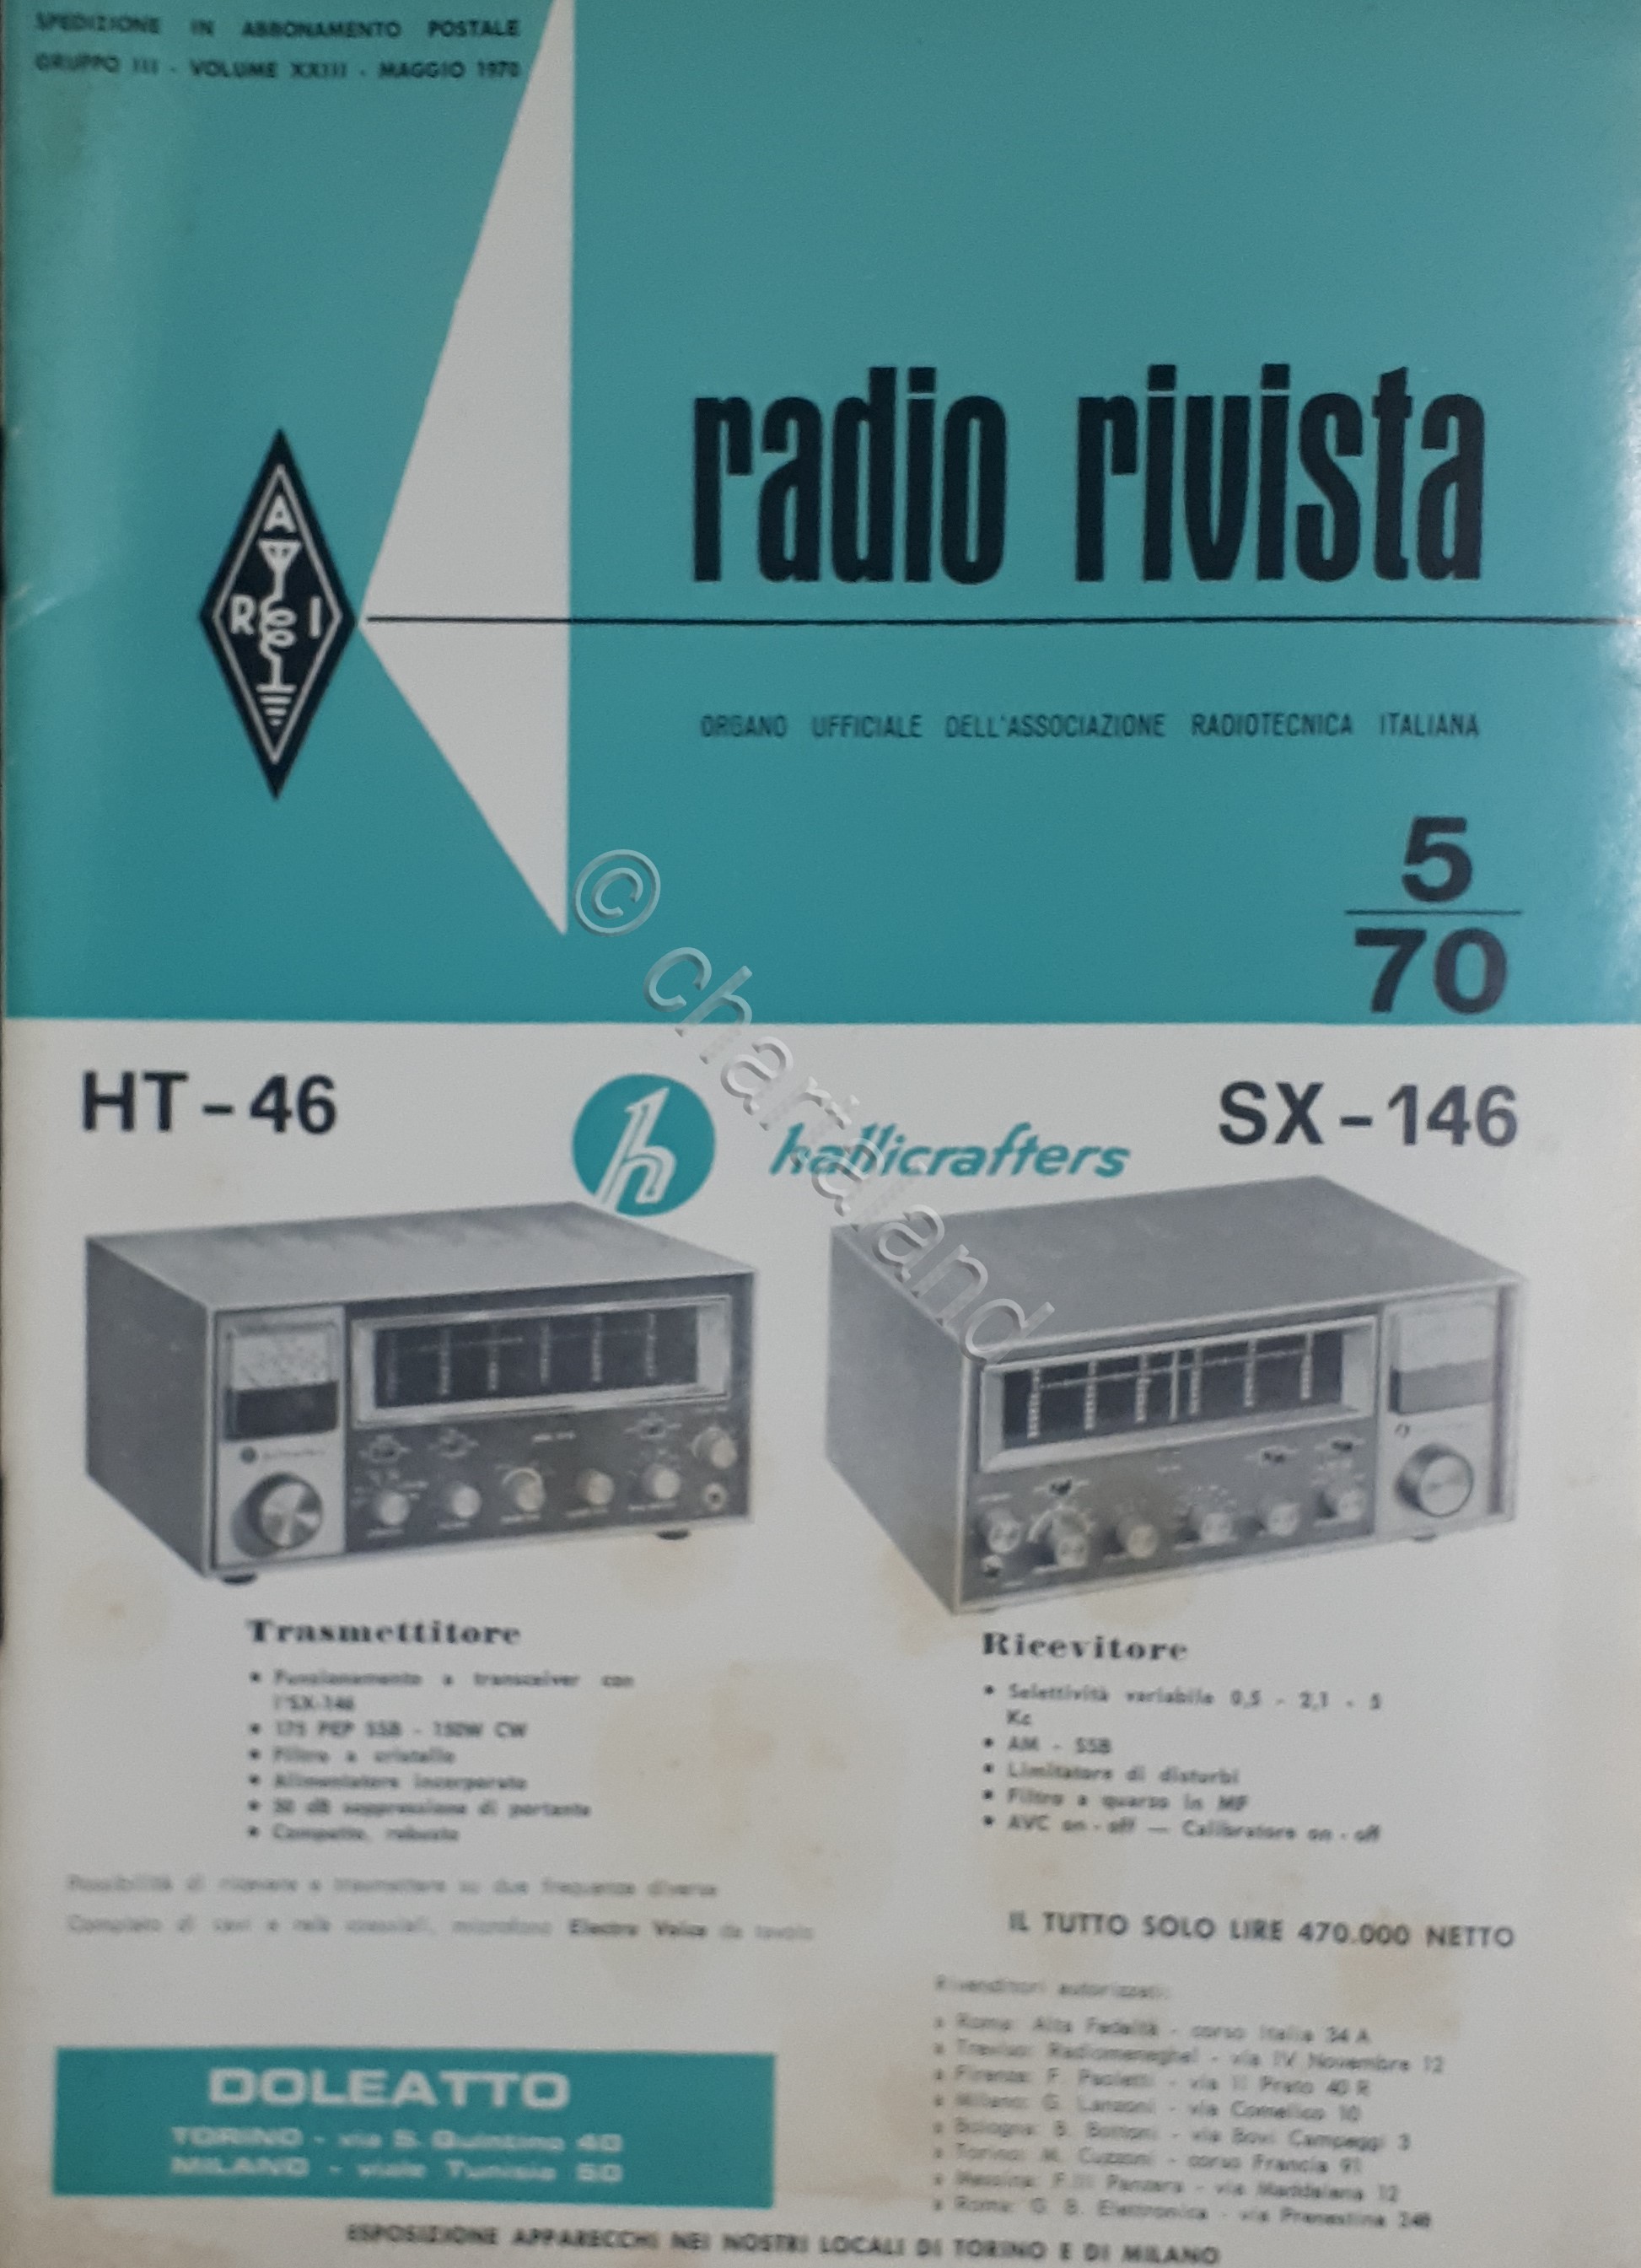 SPEDIZIONE IN ABBONAMENTO POSTALE
GRUPPO III - VOLUME XXIII - MAGGIO 1970
radio rivista
A
R I
ORGANO UFFICIALE DELL'ASSOCIAZIONE RADIOTECNICA ITALIANA
5
70
© chartaland
HT-46
h hallicrafters
SX-146
Trasmettitore
• Funzionamento a transceiver con
l'SX-146
• 175 PEP SSB - 150W CW
• Filtro a cristallo
• Alimentatore incorporato
• 50 dB soppressione di portante
• Compatto, robusto
Possibilità di ricevere e trasmettere su due frequenze diverse
Completo di cavi e relè coassiali, microfono Electro Voice da tavolo
Ricevitore
• Selettività variabile 0,5 - 2,1 - 5
Kc
• AM - SSB
• Limitatore di disturbi
• Filtro a quarzo in MF
• AVC on-off — Calibratore on-off
IL TUTTO SOLO LIRE 470.000 NETTO
Rivenditori autorizzati:
Roma: Alta Fedeltà - corso Italia 34 A
Treviso: Radiomeneghel - via IV Novembre 12
Firenze: F. Paoletti - via Il Prato 40 R
Milano: G. Lanzoni - via Comelico 10
Bologna: B. Bottoni - via Bovi Campeggi 3
Torino: M. Cuzzoni - corso Francia 91
Messina: F.lli Panzera - via Maddalena 12
Roma: G. B. Elettronica - via Prenestina 248
DOLEATTO
TORINO - via S. Quintino 40
MILANO - viale Tunisia 50
ESPOSIZIONE APPARECCHI NEI NOSTRI LOCALI DI TORINO E DI MILANO